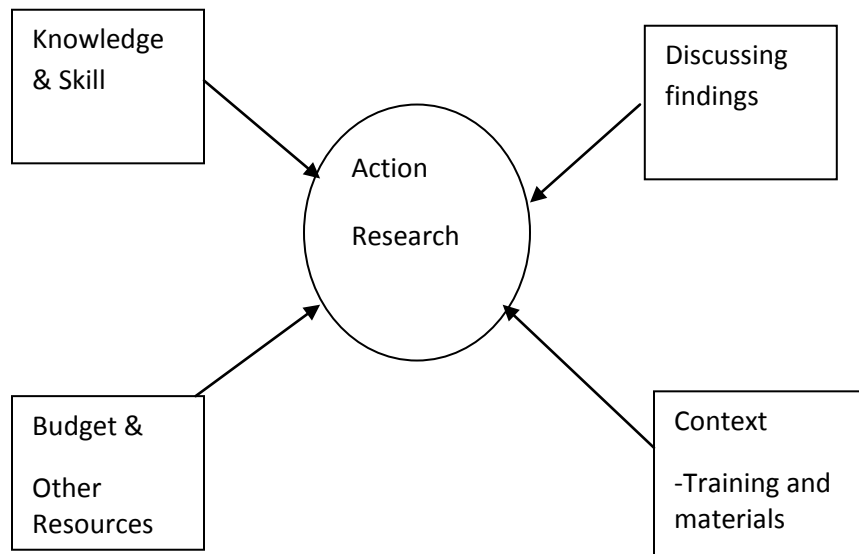 Knowledge
& Skill
Discussing
findings
Action
Research
Budget &
Other
Resources
Context
-Training and
materials